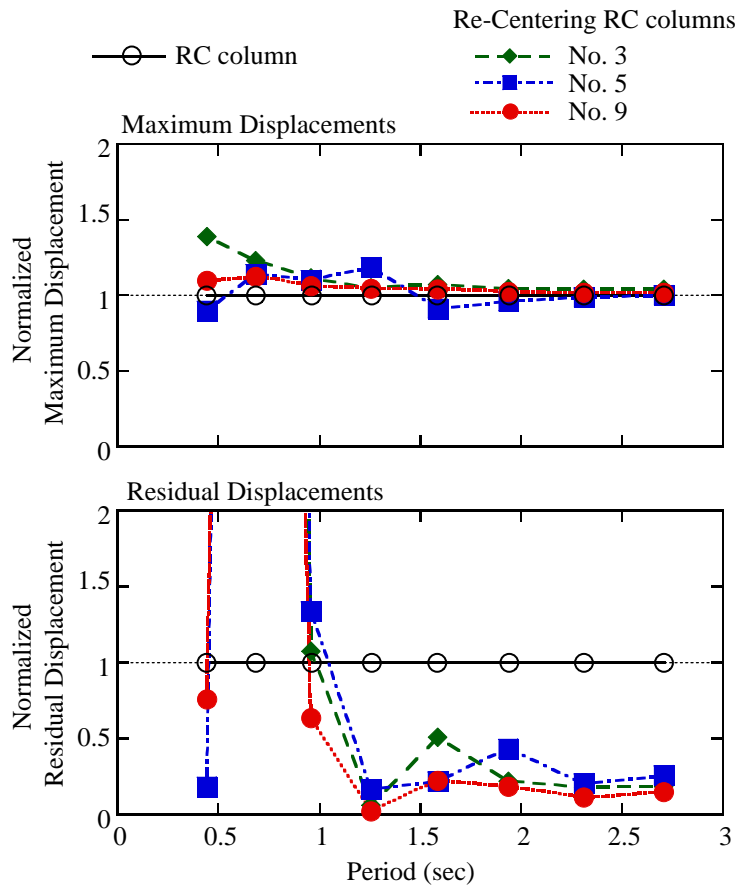 Re-Centering RC columns
RC column
No. 3
No. 5
No. 9
Maximum Displacements
Normalized
Maximum Displacement
2
1.5
1
0.5
0
Residual Displacements
Normalized
Residual Displacement
2
1.5
1
0.5
0
0 0.5 1 1.5 2 2.5 3
Period (sec)